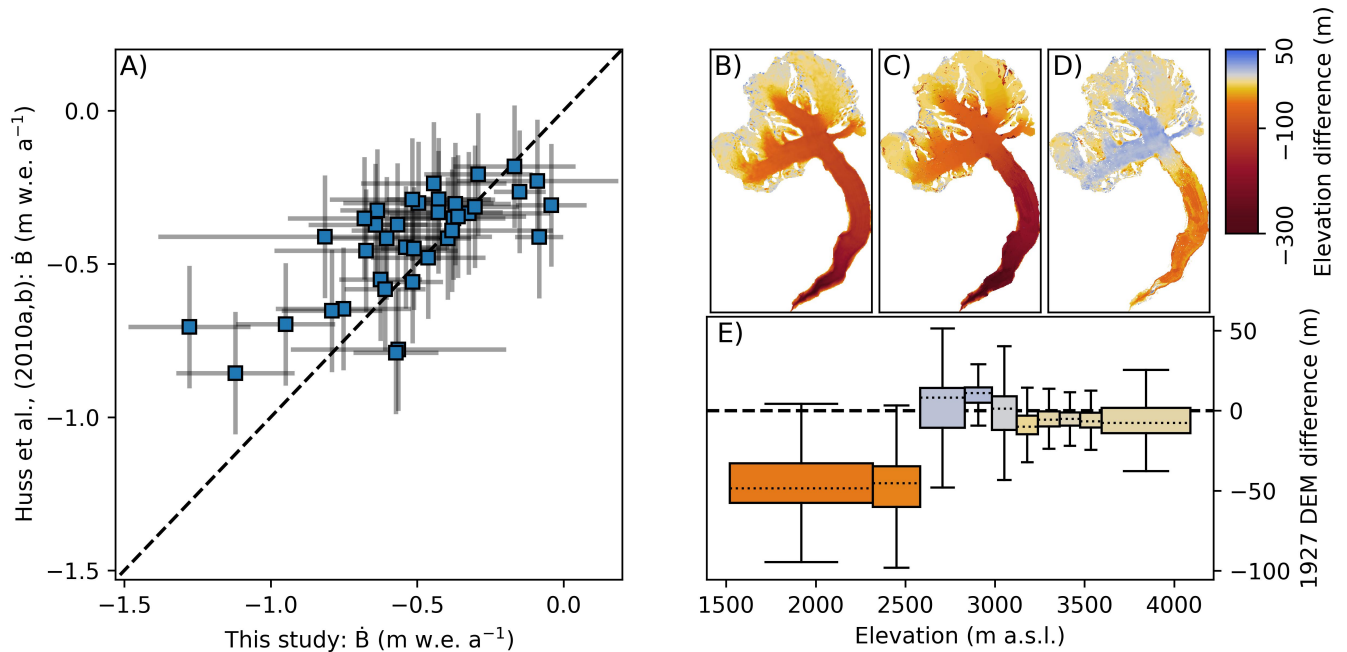 A)
0.0
−0.5
−1.0
−1.5
Huss et al., (2010a,b): Ḃ (m w.e. a⁻¹)
−1.5
−1.0
−0.5
0.0
This study: Ḃ (m w.e. a⁻¹)
B)
C)
D)
50
−100
−300
Elevation difference (m)
E)
50
0
−50
−100
1927 DEM difference (m)
1500
2000
2500
3000
3500
4000
Elevation (m a.s.l.)